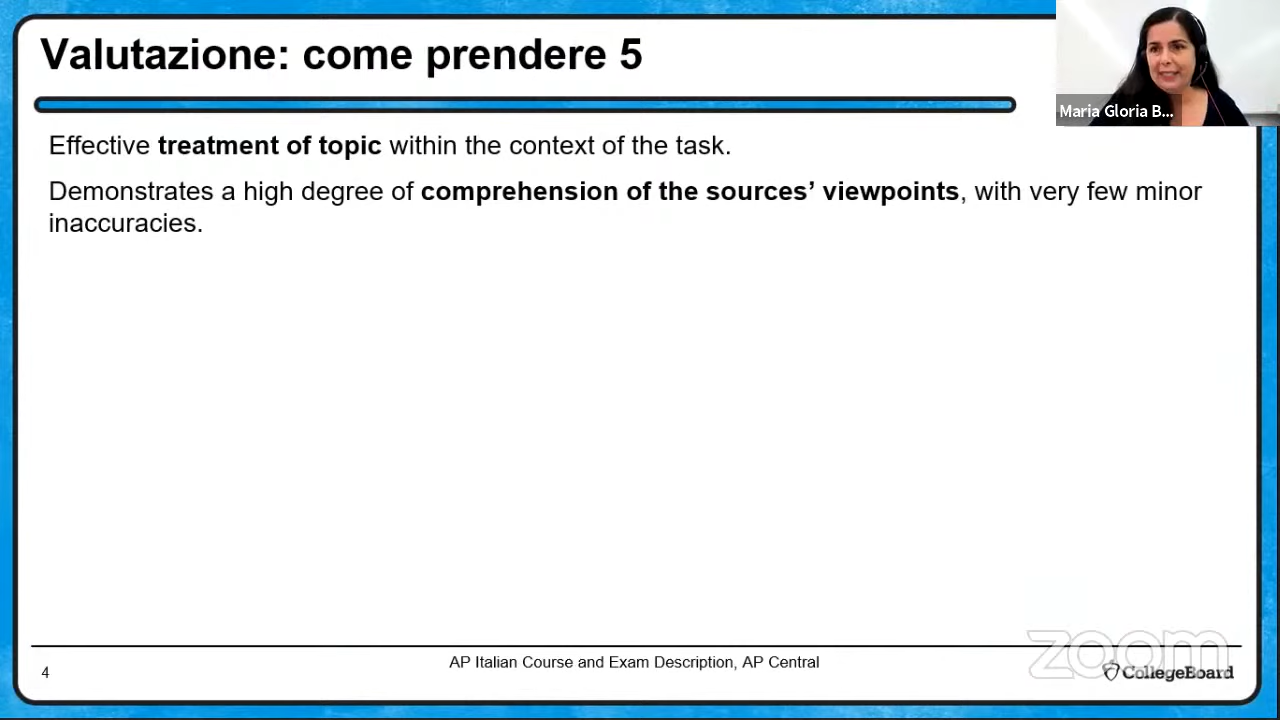 Valutazione: come prendere 5
Maria Gloria B...
Effective treatment of topic within the context of the task.
Demonstrates a high degree of comprehension of the sources’ viewpoints, with very few minor
inaccuracies.
zoom
AP Italian Course and Exam Description, AP Central
4
CollegeBoard